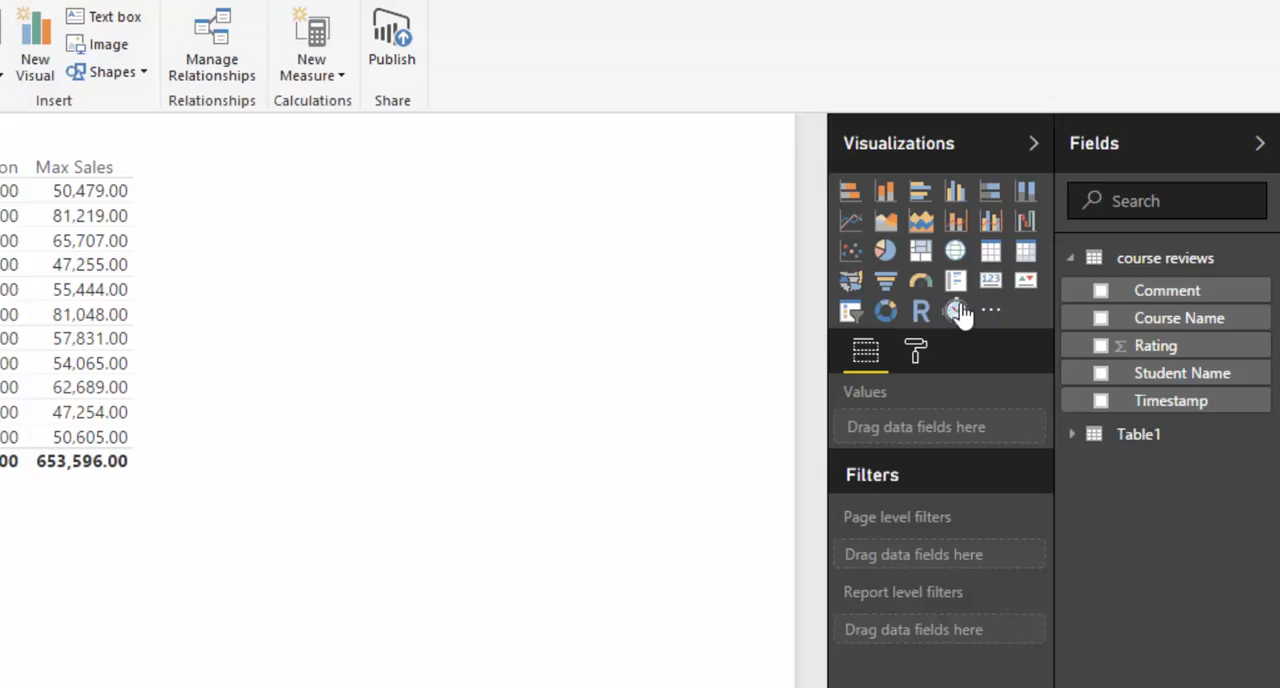 Text box
Image
New
Visual
Shapes
Insert
Manage
Relationships
Relationships
New
Measure
Calculations
Publish
Share
on Max Sales
00 50,479.00
00 81,219.00
00 65,707.00
00 47,255.00
00 55,444.00
00 81,048.00
00 57,831.00
00 54,065.00
00 62,689.00
00 47,254.00
00 50,605.00
00 653,596.00
Visualizations
123
R
...
Values
Drag data fields here
Filters
Page level filters
Drag data fields here
Report level filters
Drag data fields here
Fields
Search
course reviews
Comment
Course Name
Σ Rating
Student Name
Timestamp
Table1